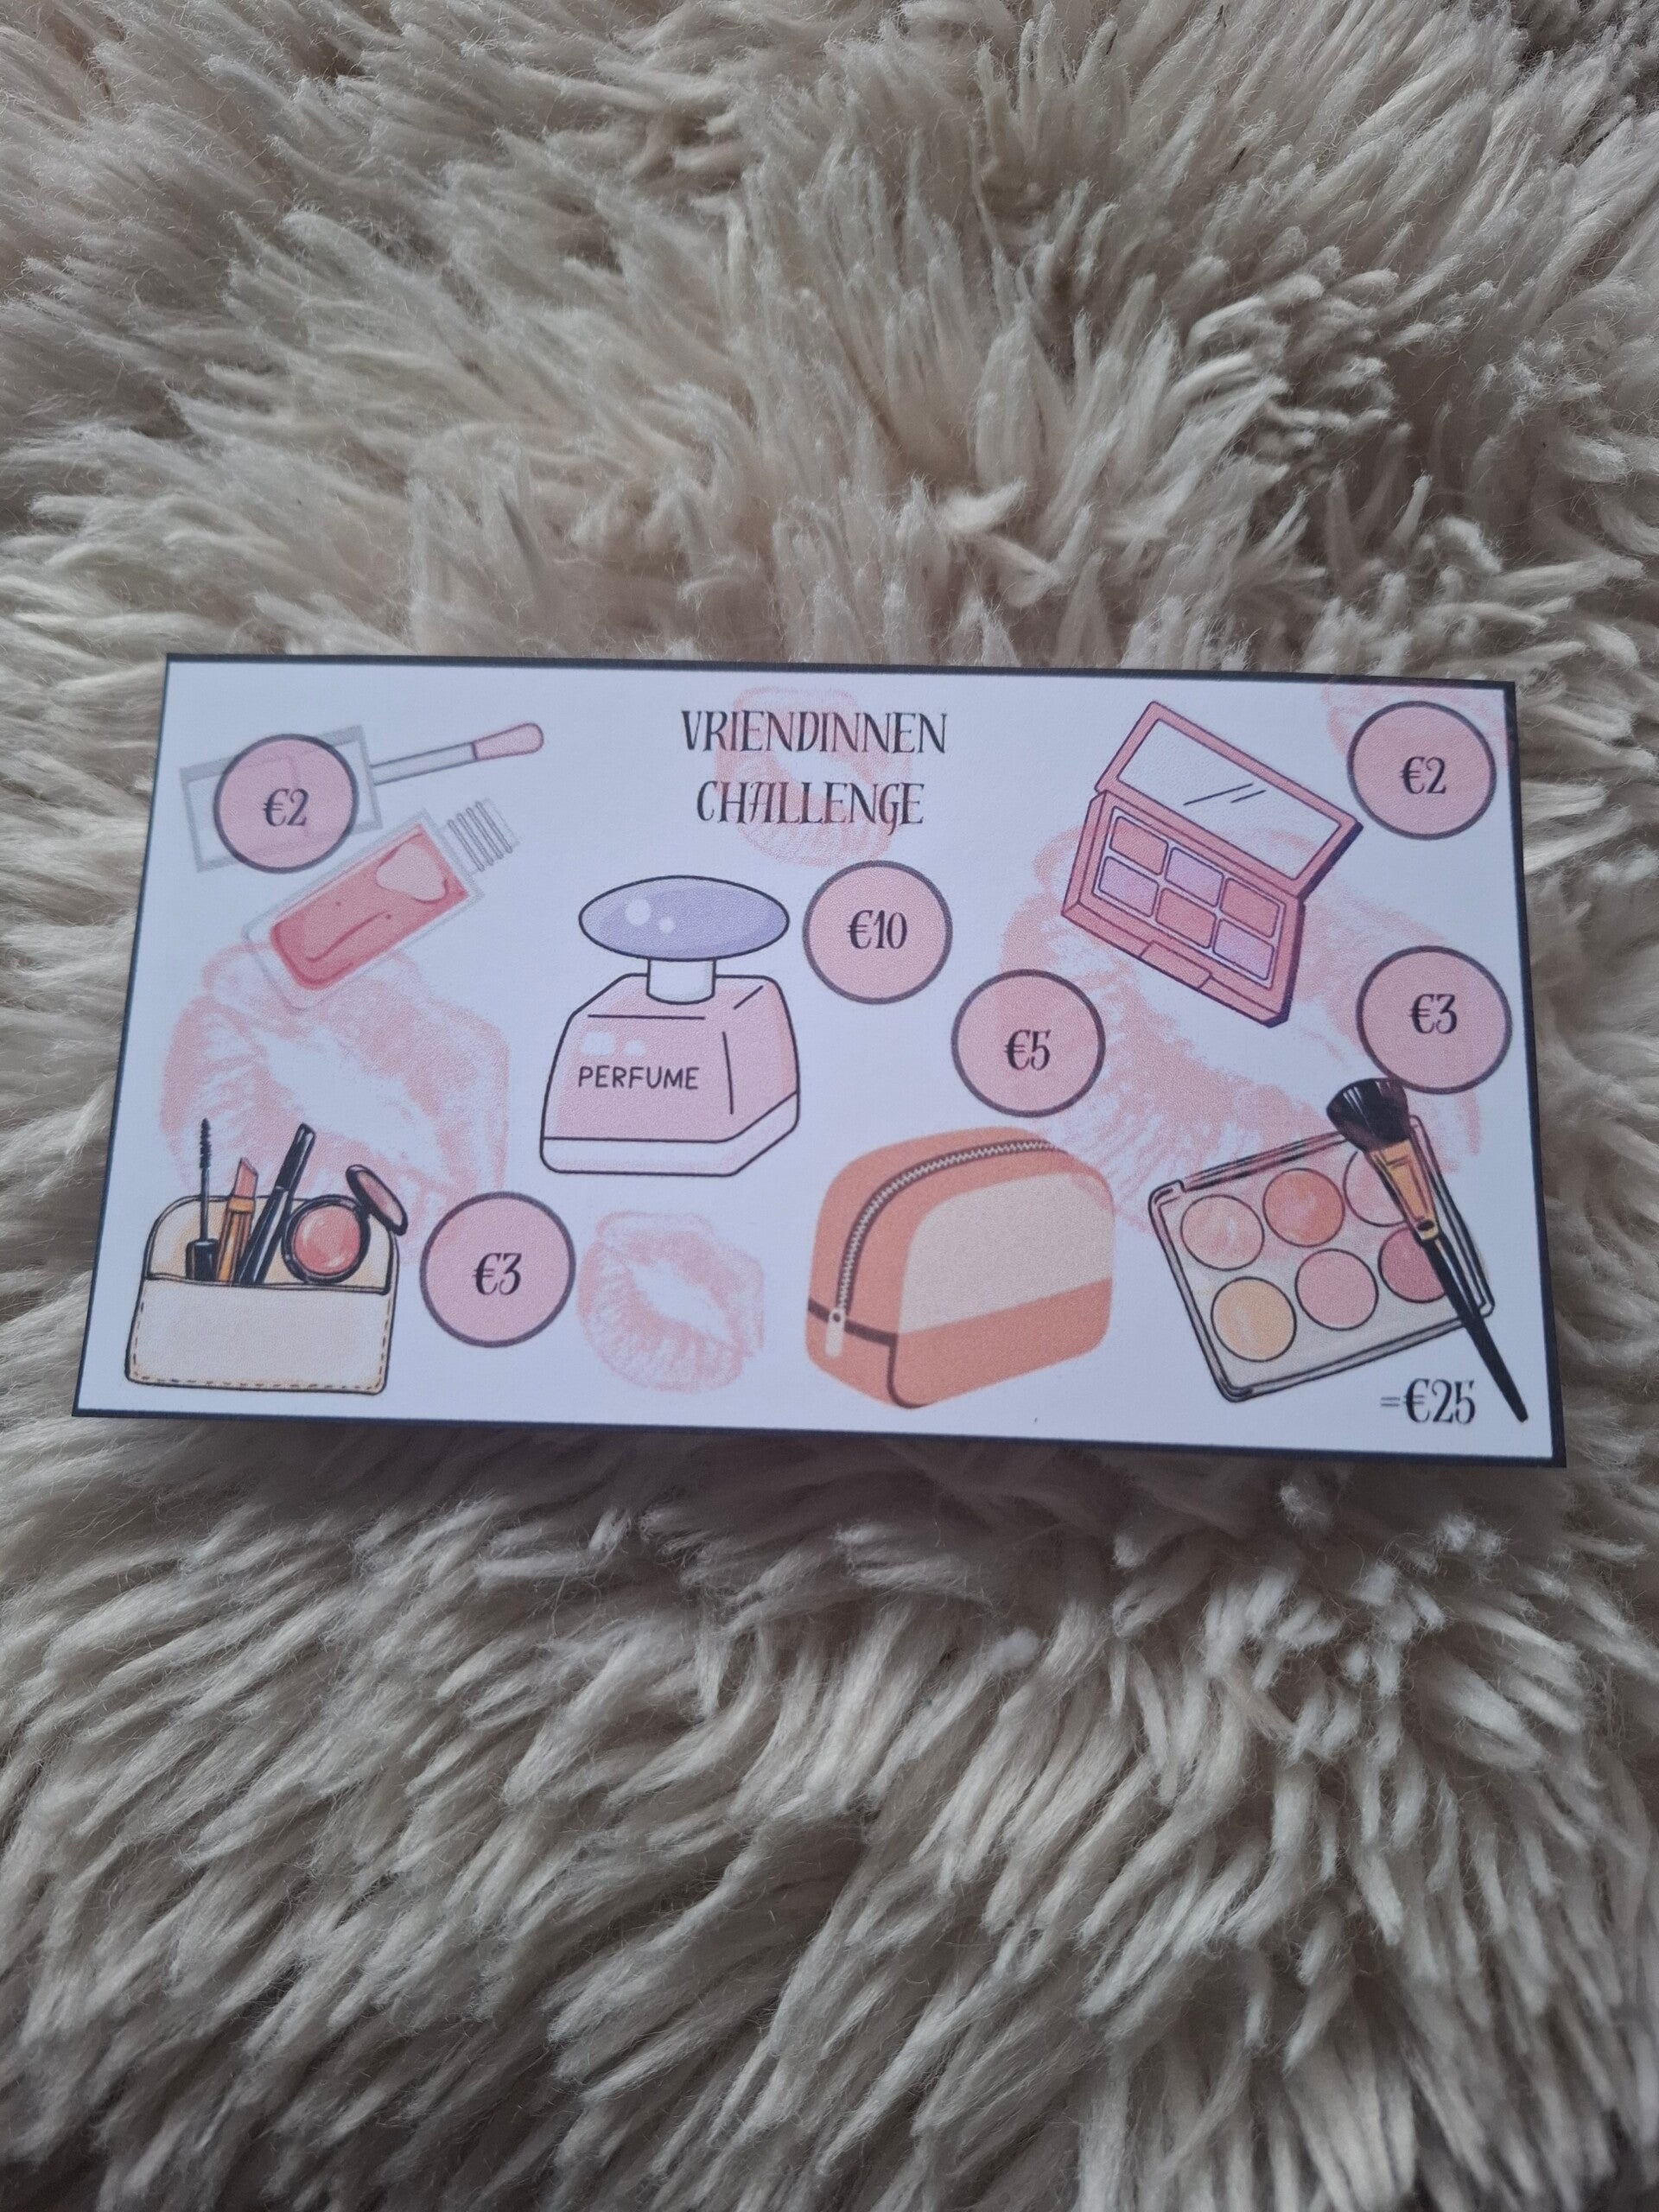 VRIENDINNEN
CHALLENGE
€2
€2
€10
€3
€5
PERFUME
€3
=€25